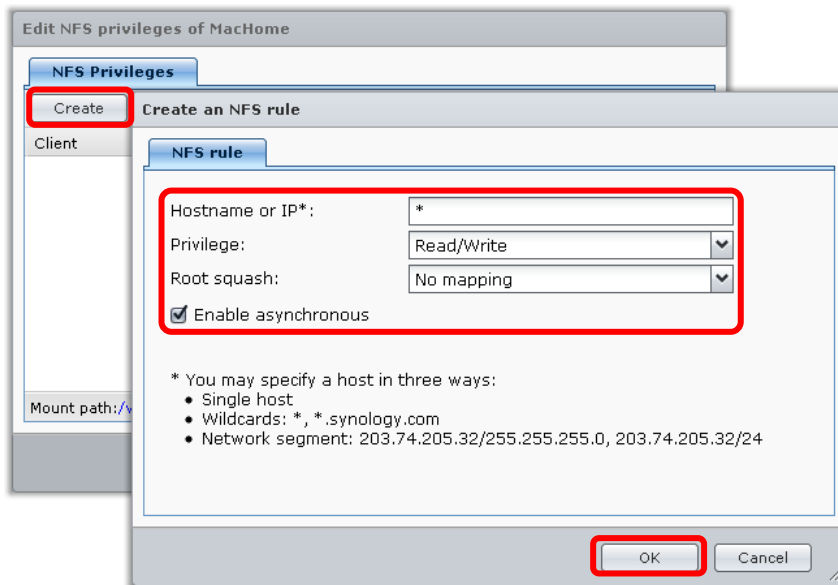 Edit NFS privileges of MacHome
NFS Privileges
Create
Create an NFS rule
Client
NFS rule
Hostname or IP*:
*
Privilege:
Read/Write
Root squash:
No mapping
Enable asynchronous
* You may specify a host in three ways:
• Single host
• Wildcards: *, *.synology.com
• Network segment: 203.74.205.32/255.255.255.0, 203.74.205.32/24
Mount path:/v
OK
Cancel